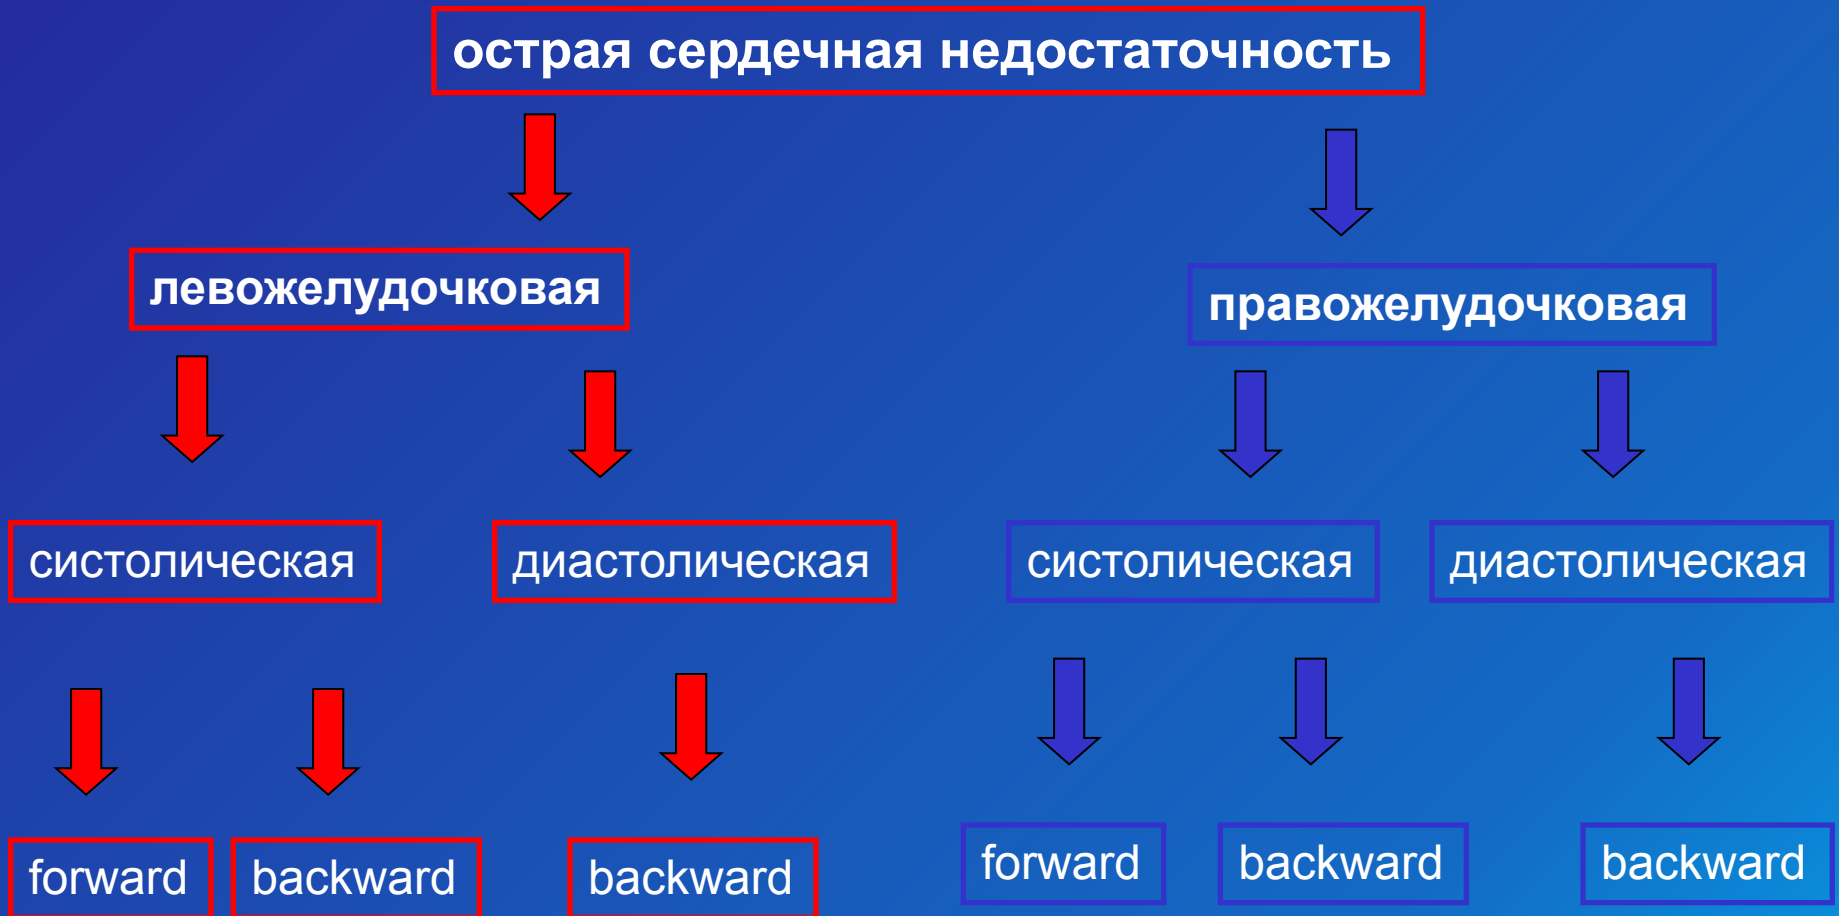 острая сердечная недостаточность
левожелудочковая
правожелудочковая
систолическая
диастолическая
систолическая
диастолическая
forward
backward
backward
forward
backward
backward